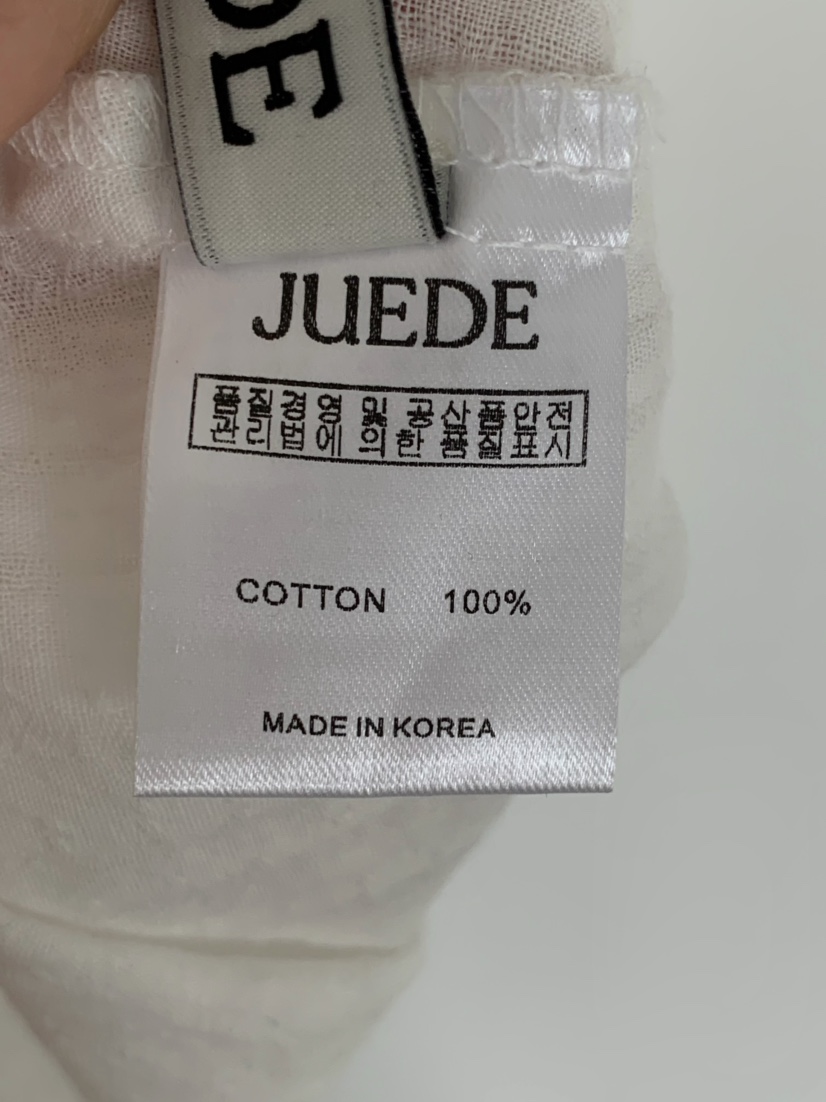 DE
JUEDE
품질경영 및 공산품안전
관리법에 의한 품질표시
COTTON 100%
MADE IN KOREA